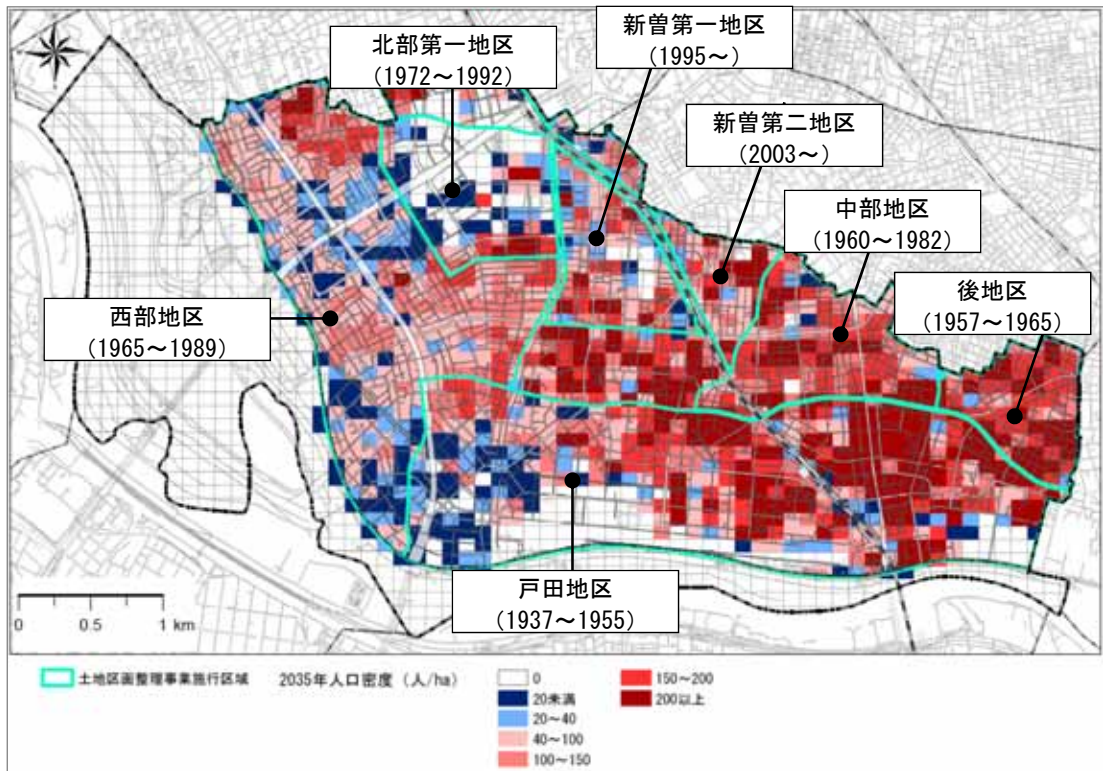 北部第一地区
(1972~1992)
新曽第一地区
(1995~)
新曽第二地区
(2003~)
中部地区
(1960~1982)
後地区
(1957~1965)
西部地区
(1965~1989)
戸田地区
(1937~1955)
0 0.5 1 km
土地区画整理事業施行区域
2035年人口密度(人/ha)
0
20未満
20~40
40~100
100~150
150~200
200以上